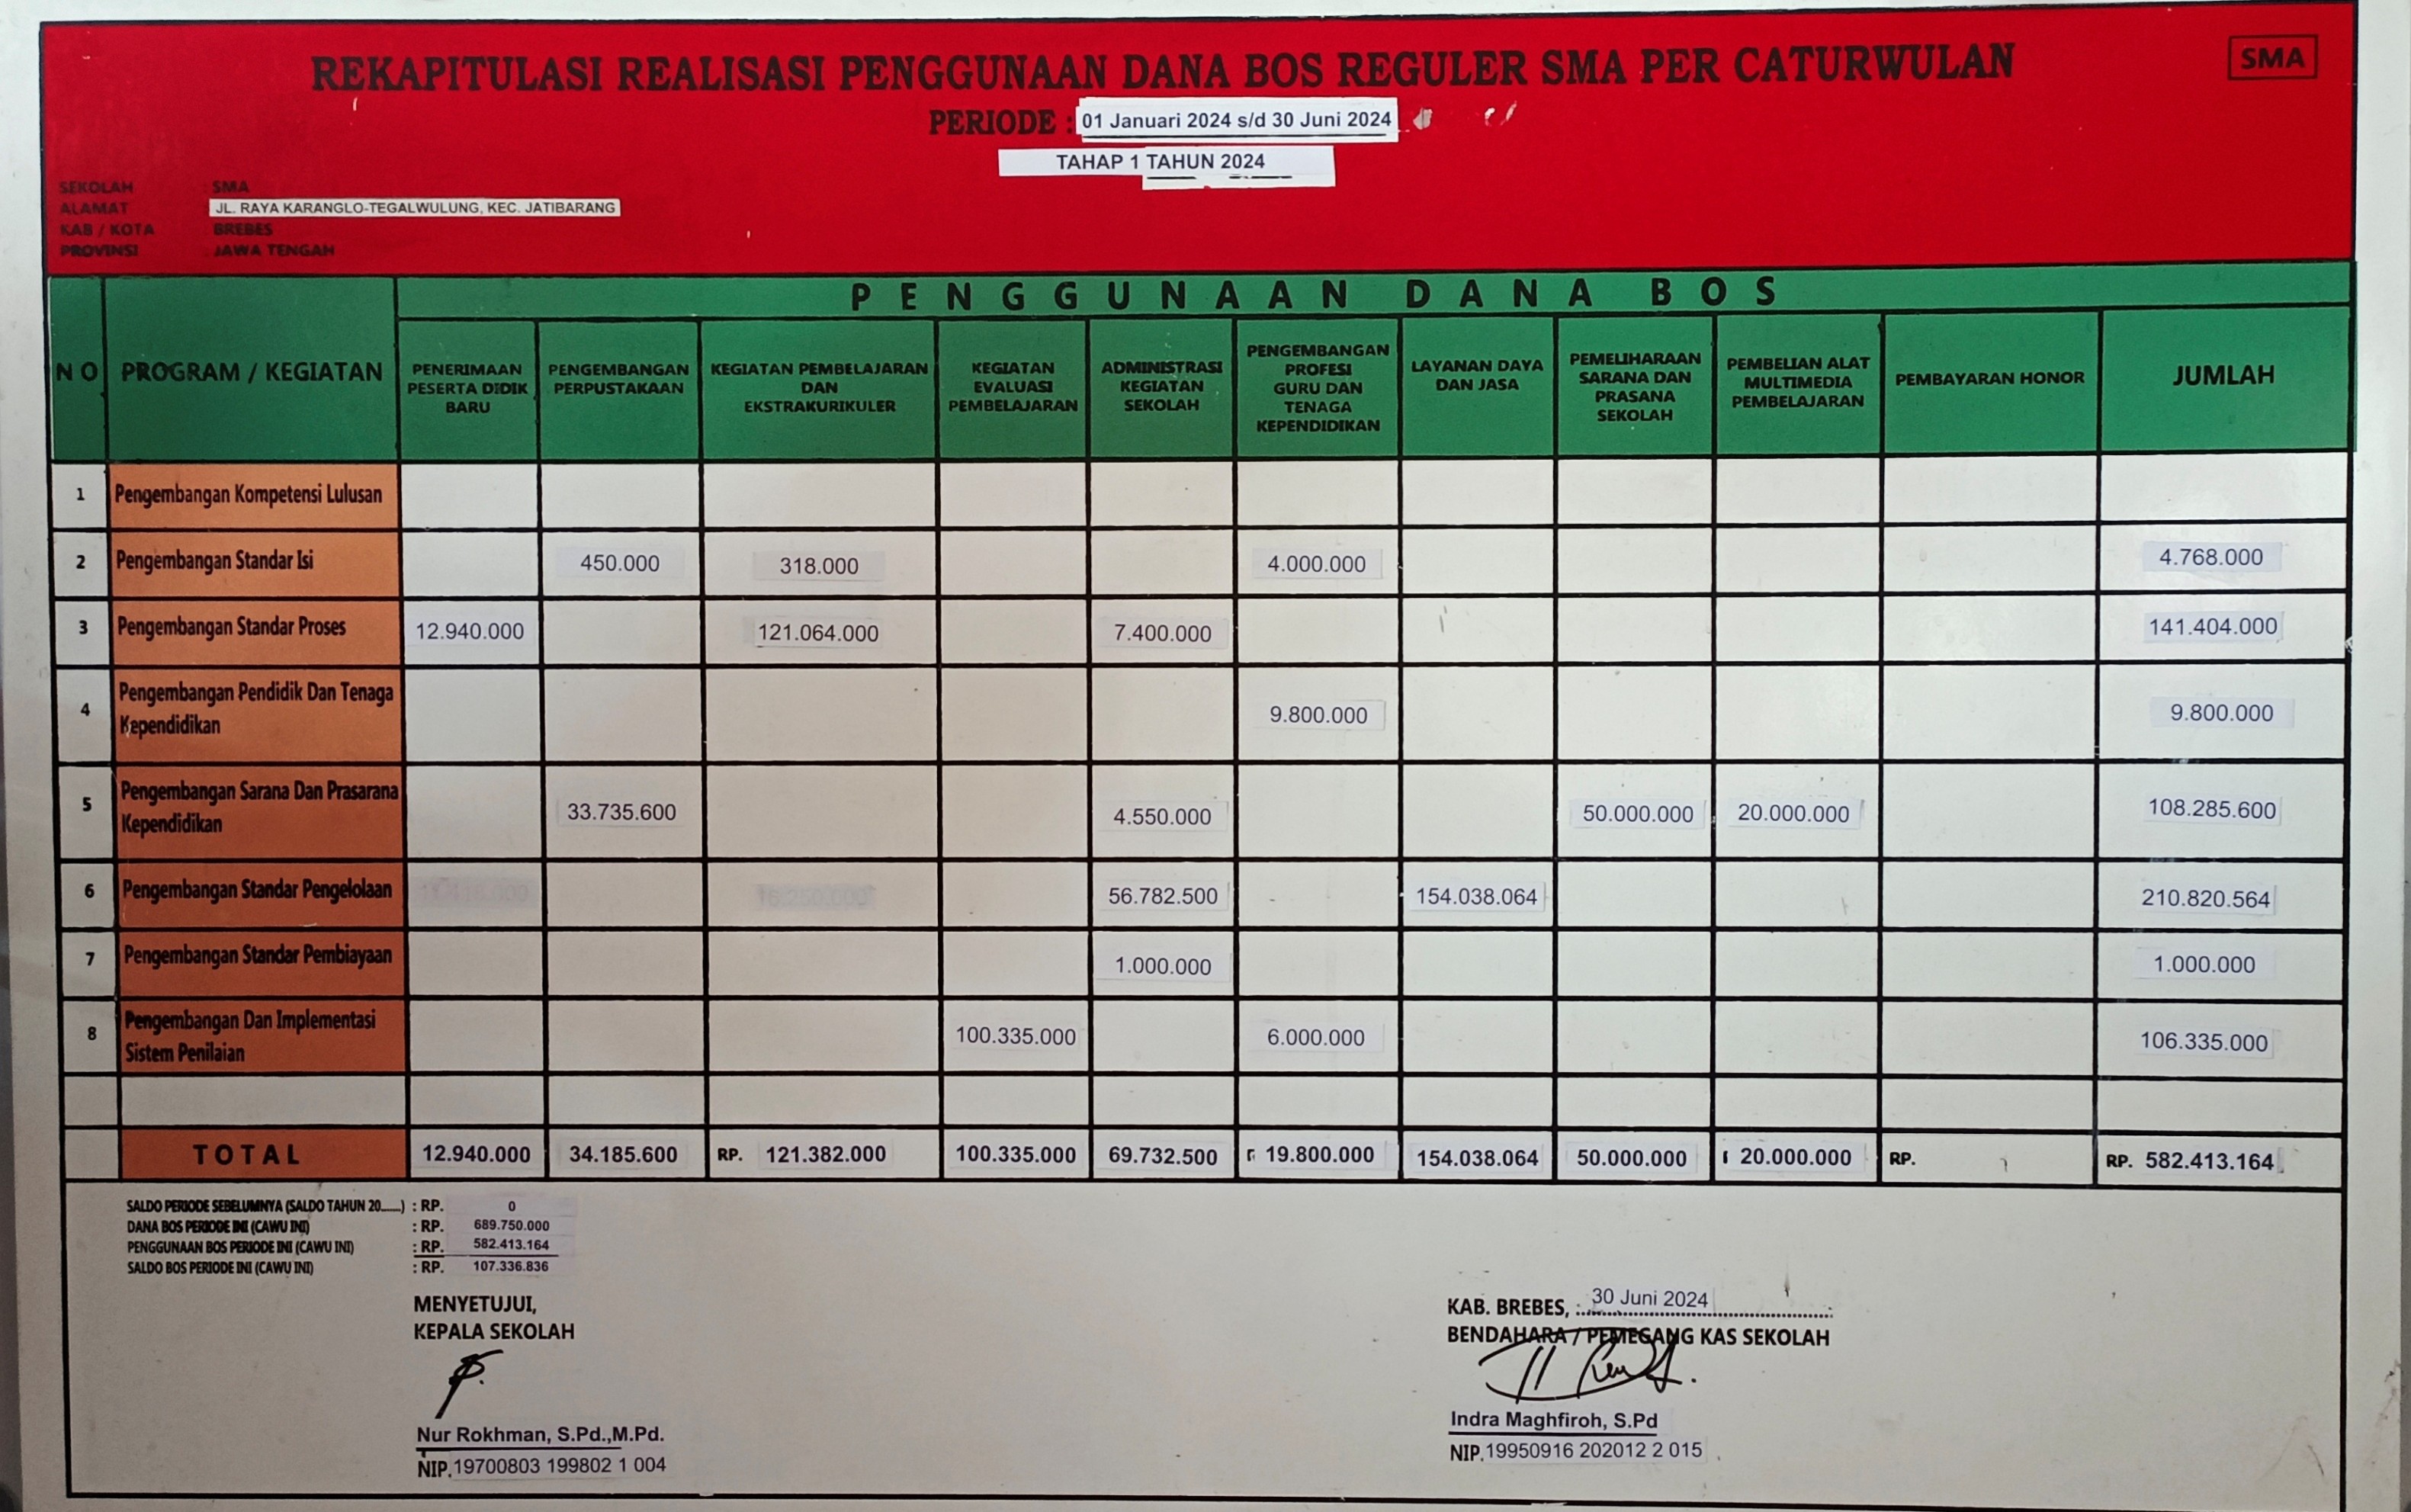 REKAPITULASI REALISASI PENGGUNAAN DANA BOS REGULER SMA PER CATURWULAN
SMA
PERIODE : 01 Januari 2024 s/d 30 Juni 2024
TAHAP 1 TAHUN 2024
SEKOLAH : SMA
ALAMAT JL. RAYA KARANGLO-TEGALWULUNG, KEC. JATIBARANG
KAB / KOTA BREBES
PROVINSI JAWA TENGAH
PENGGUNAAN DANA BOS
NO
PROGRAM / KEGIATAN
PENERIMAAN
PESERTA DIDIK
BARU
PENGEMBANGAN
PERPUSTAKAAN
KEGIATAN PEMBELAJARAN
DAN
EKSTRAKURIKULER
KEGIATAN
EVALUASI
PEMBELAJARAN
ADMINISTRASI
KEGIATAN
SEKOLAH
PENGEMBANGAN
PROFESI
GURU DAN
TENAGA
KEPENDIDIKAN
LAYANAN DAYA
DAN JASA
PEMELIHARAAN
SARANA DAN
PRASANA
SEKOLAH
PEMBELIAN ALAT
MULTIMEDIA
PEMBELAJARAN
PEMBAYARAN HONOR
JUMLAH
1 Pengembangan Kompetensi Lulusan
2 Pengembangan Standar Isi 450.000 318.000 4.000.000 4.768.000
3 Pengembangan Standar Proses 12.940.000 121.064.000 7.400.000 141.404.000
4 Pengembangan Pendidik Dan Tenaga
Kependidikan 9.800.000 9.800.000
5 Pengembangan Sarana Dan Prasarana
Kependidikan 33.735.600 4.550.000 50.000.000 20.000.000 108.285.600
6 Pengembangan Standar Pengelolaan 56.782.500 154.038.064 210.820.564
7 Pengembangan Standar Pembiayaan 1.000.000 1.000.000
8 Pengembangan Dan Implementasi
Sistem Penilaian 100.335.000 6.000.000 106.335.000
TOTAL 12.940.000 34.185.600 RP. 121.382.000 100.335.000 69.732.500 19.800.000 154.038.064 50.000.000 20.000.000 RP. RP. 582.413.164
SALDO PERIODE SEBELUMNYA (SALDO TAHUN 20......) : RP. 0
DANA BOS PERIODE INI (CAWU INI) : RP. 689.750.000
PENGGUNAAN BOS PERIODE INI (CAWU INI) : RP. 582.413.164
SALDO BOS PERIODE INI (CAWU INI) : RP. 107.336.836
MENYETUJUI,
KEPALA SEKOLAH
Nur Rokhman, S.Pd.,M.Pd.
NIP.19700803 199802 1 004
KAB. BREBES, : 30 Juni 2024
BENDAHARA / PEMEGANG KAS SEKOLAH
Indra Maghfiroh, S.Pd
NIP.19950916 202012 2 015